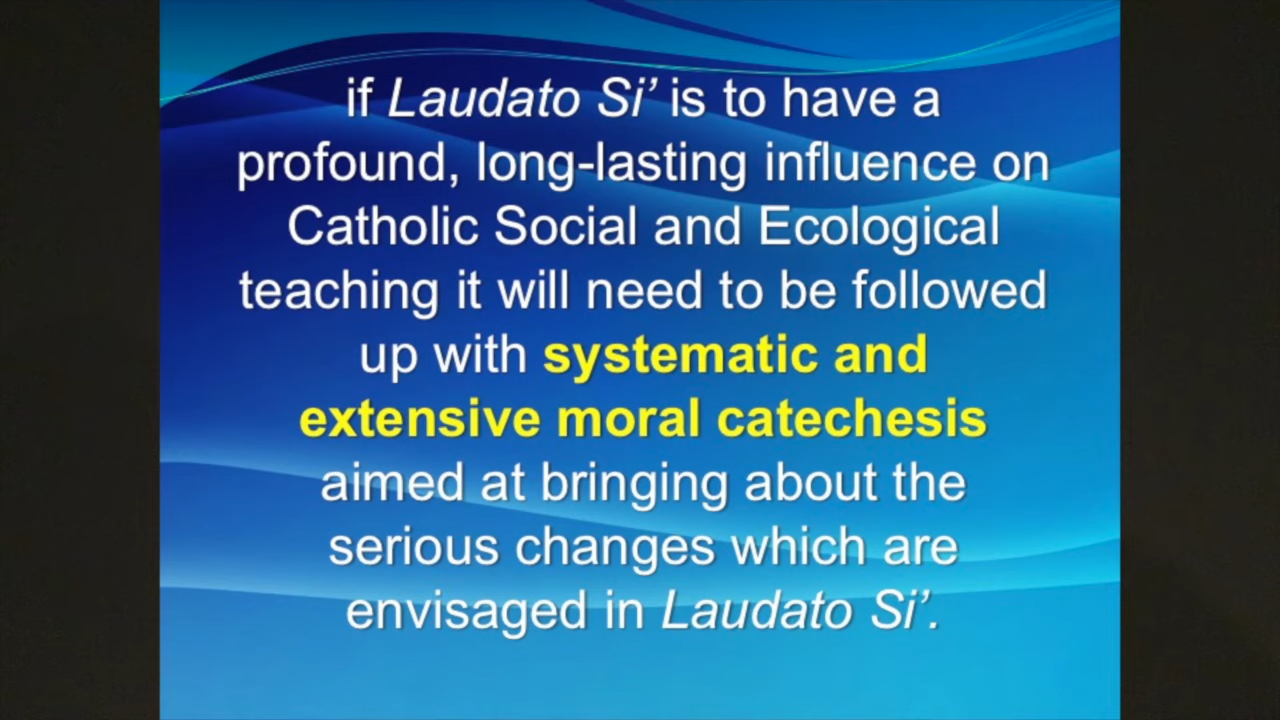 if Laudato Si’ is to have a
profound, long-lasting influence on
Catholic Social and Ecological
teaching it will need to be followed
up with systematic and
extensive moral catechesis
aimed at bringing about the
serious changes which are
envisaged in Laudato Si’.